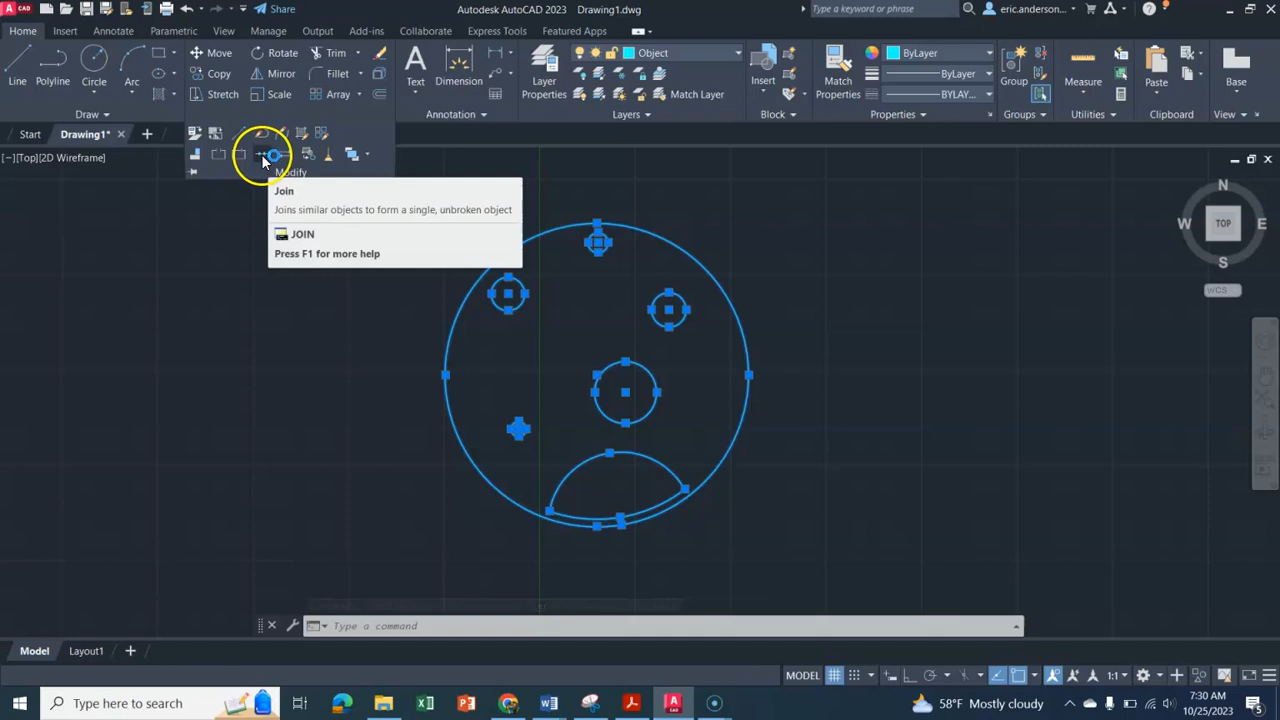 CAD
Share
Autodesk AutoCAD 2023 Drawing1.dwg
Type a keyword or phrase
eric.anderson...
Home Insert Annotate Parametric View Manage Output Add-ins Collaborate Express Tools Featured Apps
Line Polyline Circle Arc
Move Rotate Trim
Copy Mirror Fillet
Stretch Scale Array
Text Dimension
Layer Properties
Object
Match Layer
Insert
Match Properties
ByLayer
ByLayer
BYLAY...
Group
Measure
Paste
Base
Draw Annotation Layers Block Properties Groups Utilities Clipboard View
Start Drawing1*
[−][Top][2D Wireframe]
Modify
Join
Joins similar objects to form a single, unbroken object
JOIN
Press F1 for more help
N
W TOP E
S
WCS
Type a command
Model Layout1
MODEL 1:1
Type here to search
58°F Mostly cloudy
7:30 AM
10/25/2023
5